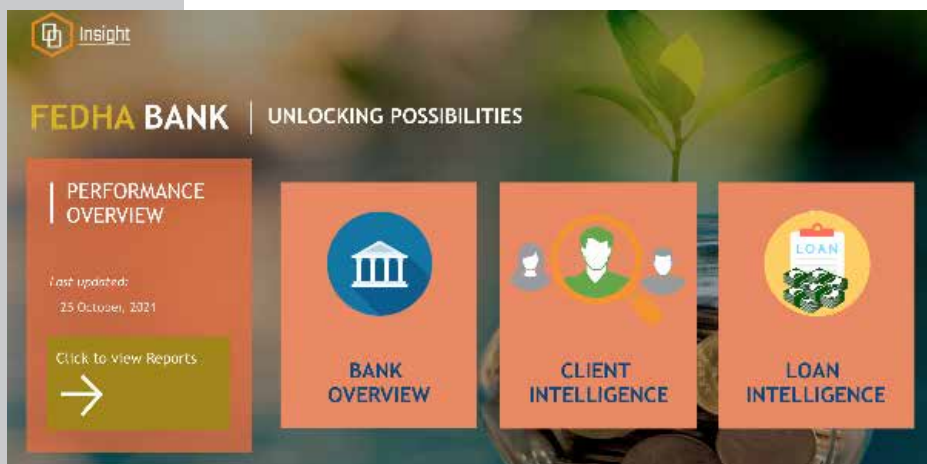 Insight
FEDHA BANK | UNLOCKING POSSIBILITIES
PERFORMANCE
OVERVIEW
Last updated:
25 October, 2021
Click to view Reports
BANK
OVERVIEW
CLIENT
INTELLIGENCE
LOAN
LOAN
INTELLIGENCE